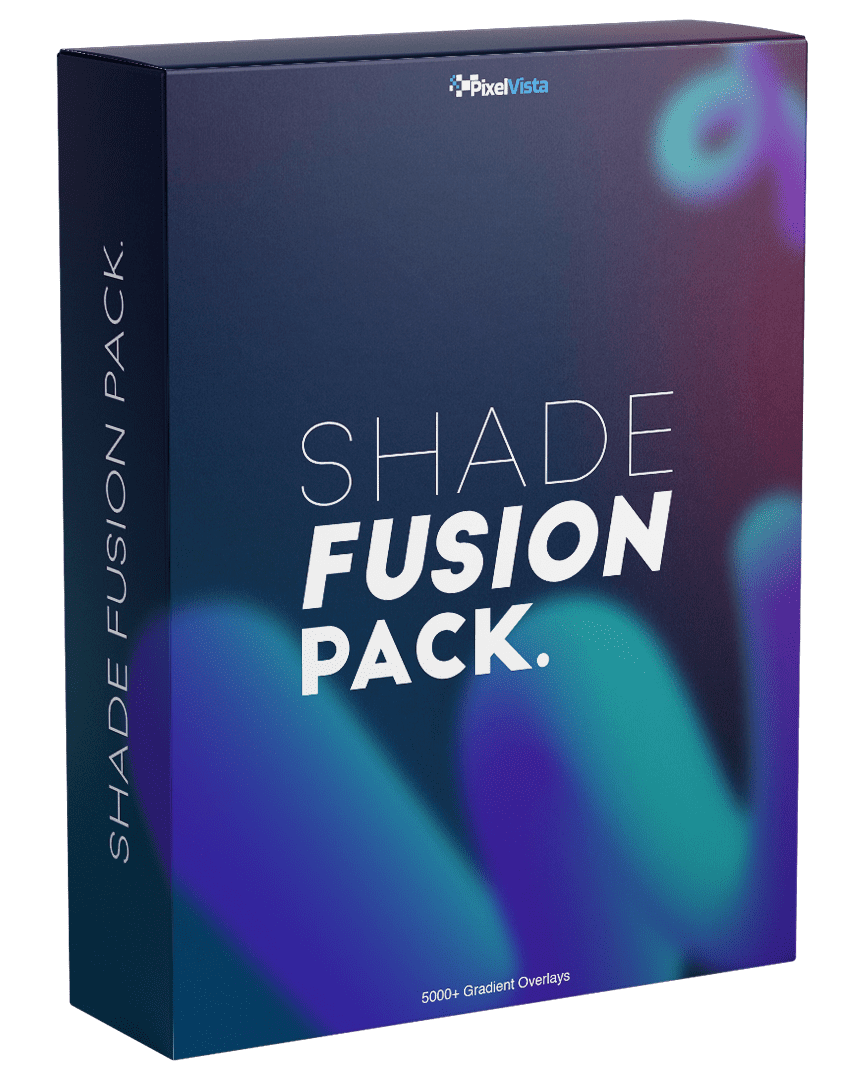 PixelVista
SHADE
FUSION
PACK.
5000+ Gradient Overlays
SHADE FUSION PACK.